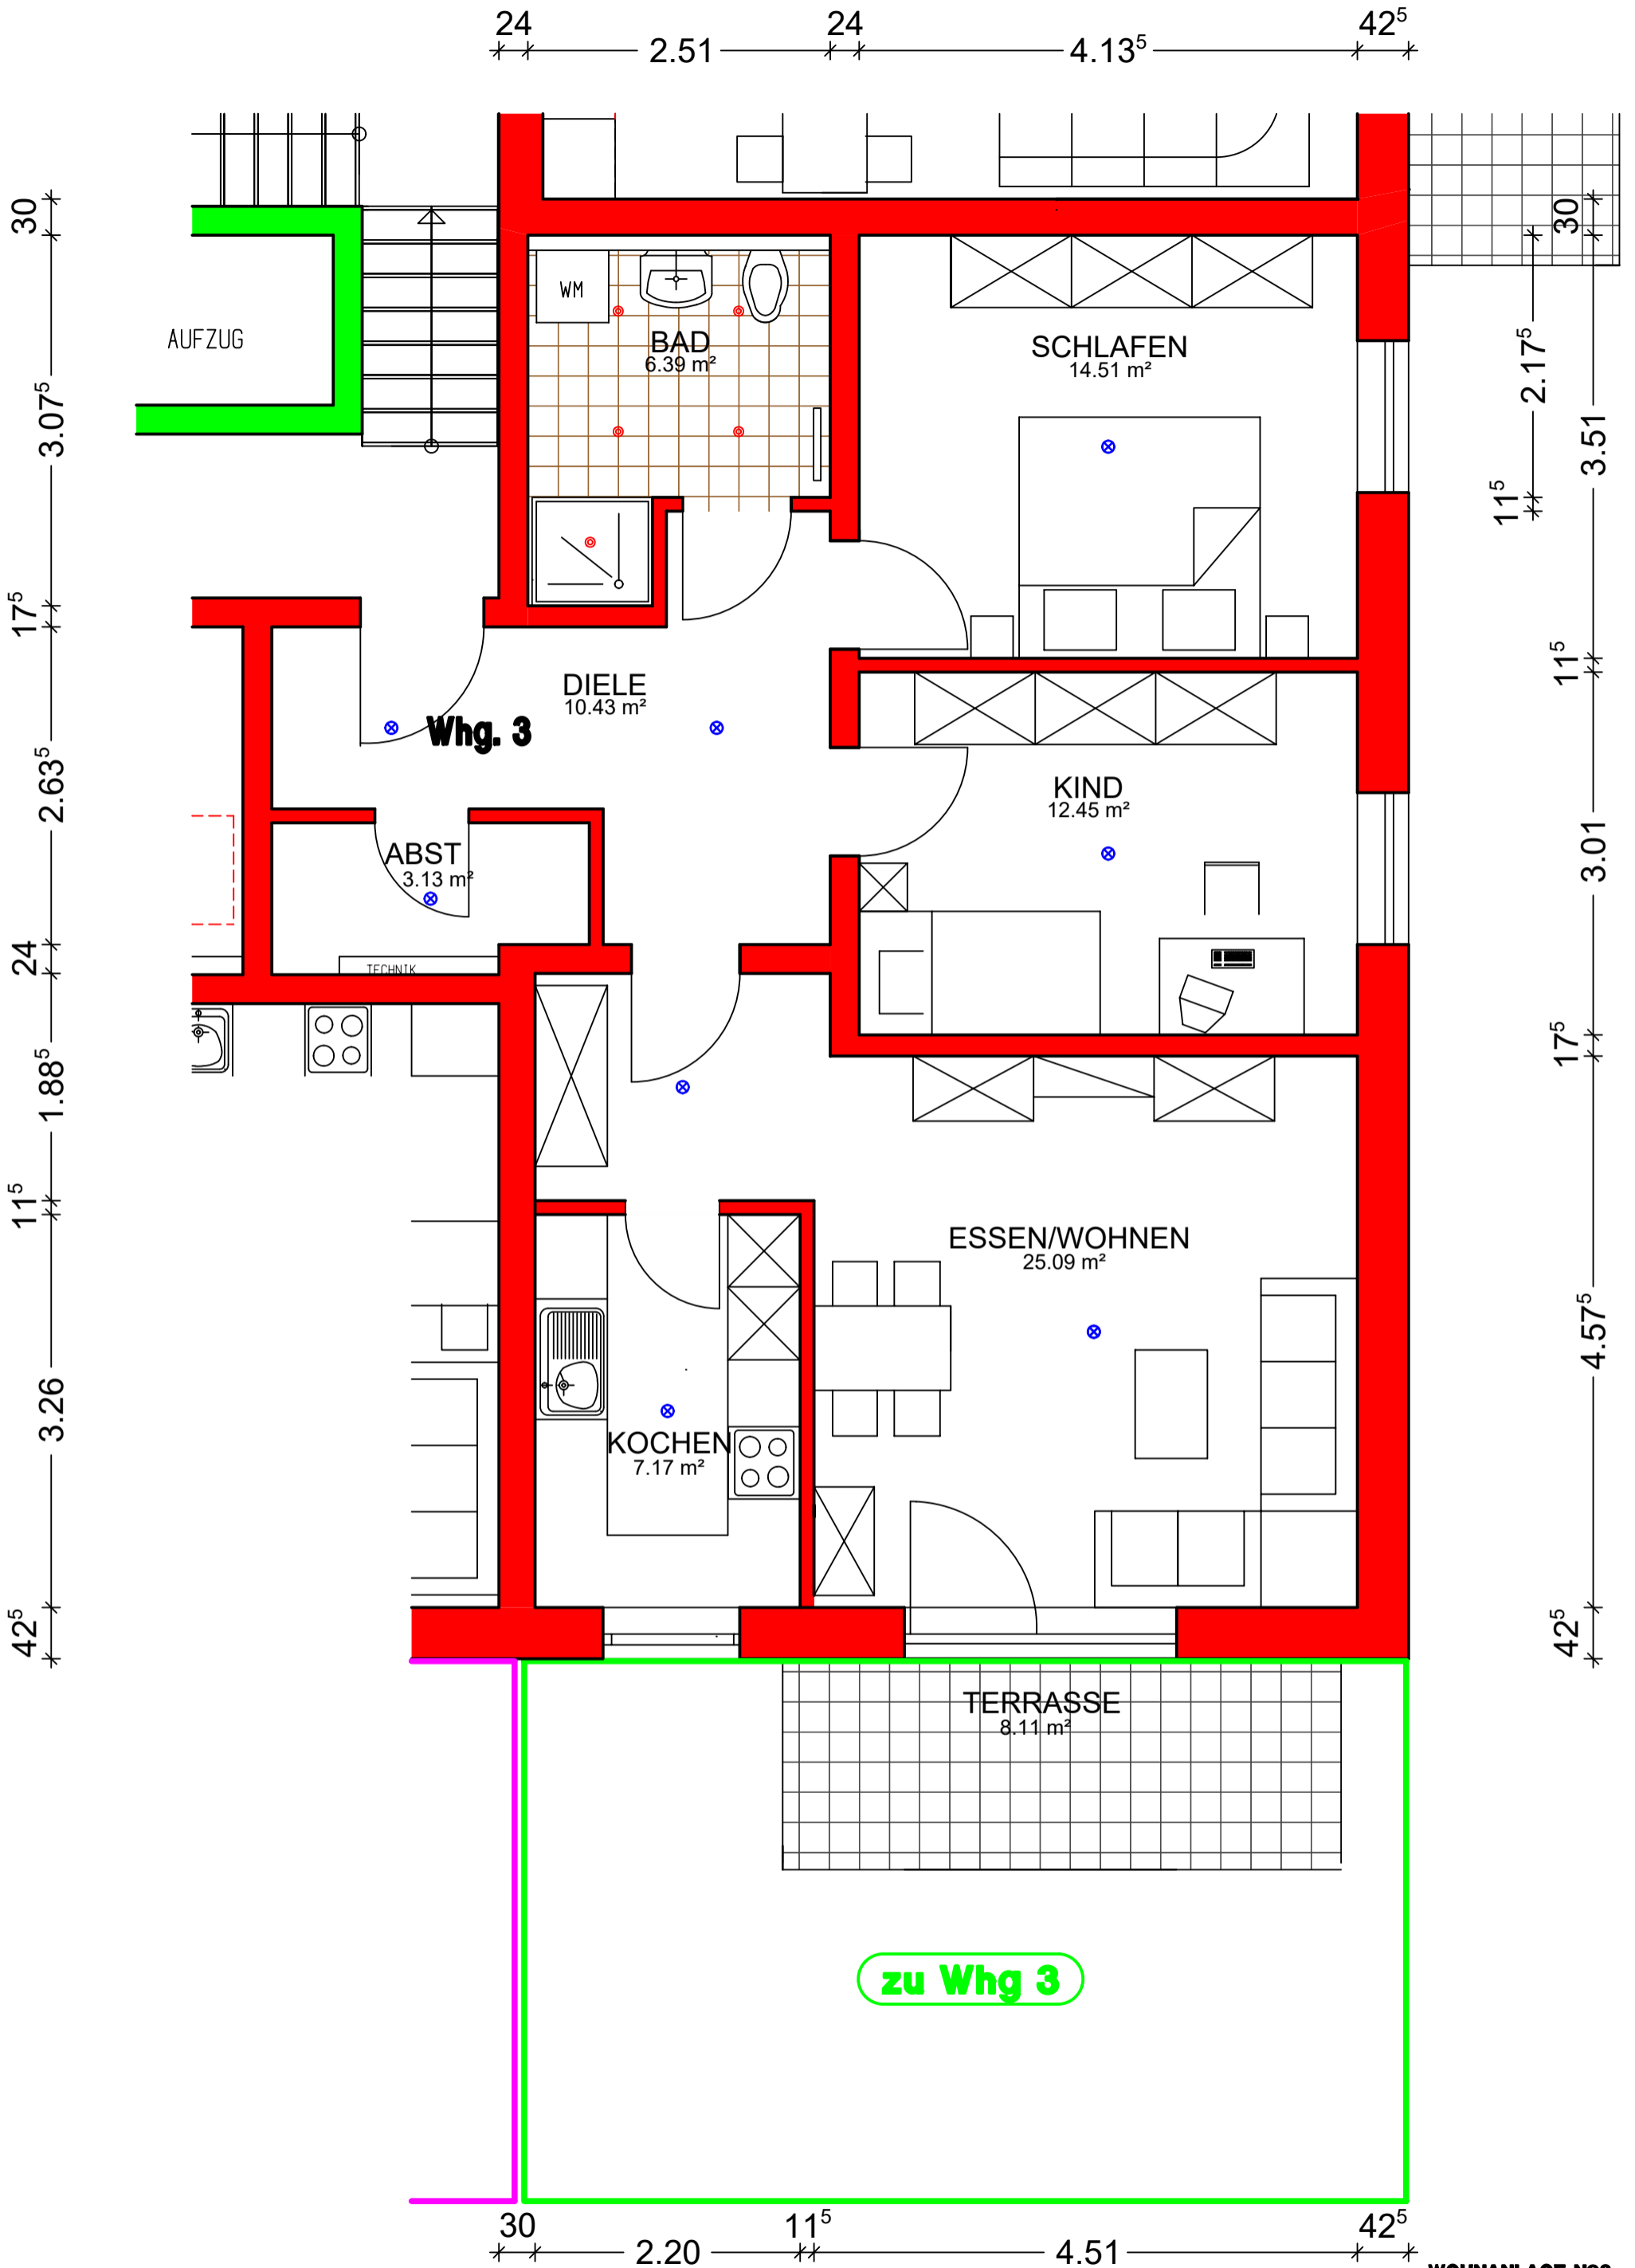 24 24 42⁵
2.51 4.13⁵
30 30
AUFZUG
WM
BAD
6.39 m²
SCHLAFEN
14.51 m²
2.17⁵
3.07⁵
3.51
11⁵
17⁵
DIELE
10.43 m²
11⁵
Whg. 3
2.63⁵
KIND
12.45 m²
3.01
ABST
3.13 m²
24
TECHNIK
17⁵
1.88⁵
11⁵
ESSEN/WOHNEN
25.09 m²
4.57⁵
3.26
KOCHEN
7.17 m²
42⁵ 42⁵
TERRASSE
8.11 m²
zu Whg 3
30 11⁵ 42⁵
2.20 4.51